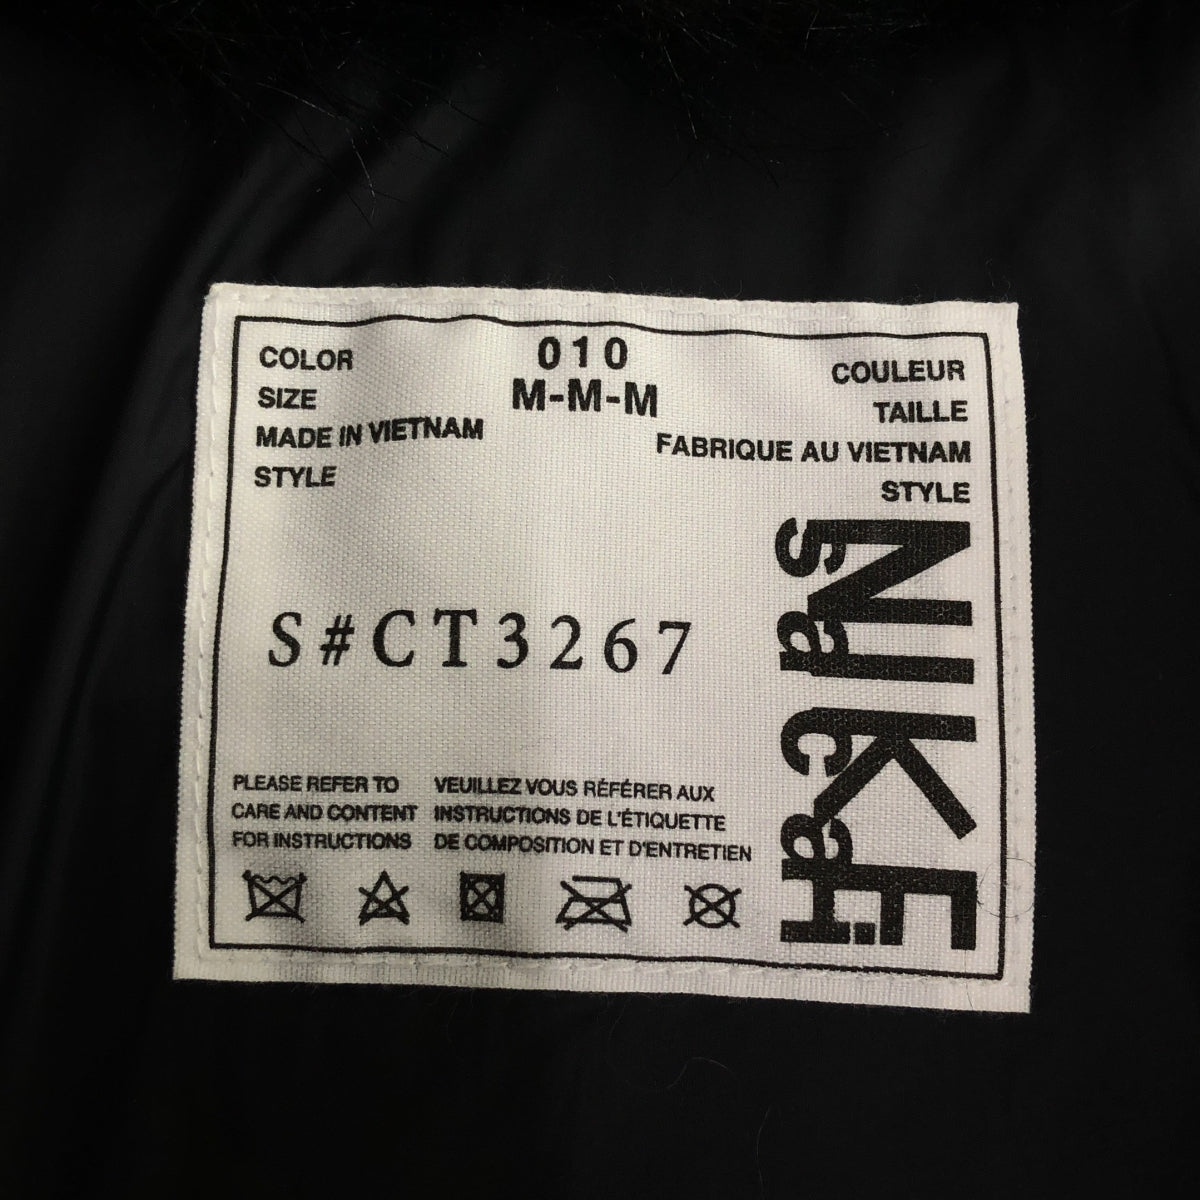 COLOR 010 COULEUR
SIZE M-M-M TAILLE
MADE IN VIETNAM FABRIQUE AU VIETNAM
STYLE STYLE
S#CT3267
NIKE
sacai
PLEASE REFER TO
CARE AND CONTENT
FOR INSTRUCTIONS
VEUILLEZ VOUS RÉFÉRER AUX
INSTRUCTIONS DE L'ÉTIQUETTE
DE COMPOSITION ET D'ENTRETIEN